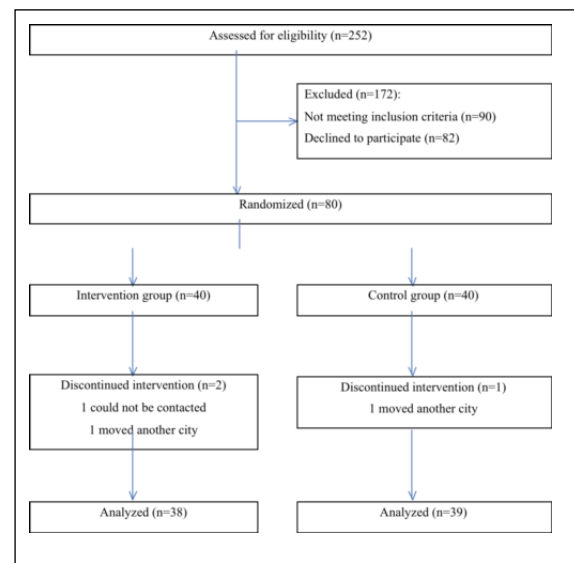 Assessed for eligibility (n=252)
Excluded (n=172):
Not meeting inclusion criteria (n=90)
Declined to participate (n=82)
Randomized (n=80)
Intervention group (n=40)
Control group (n=40)
Discontinued intervention (n=2)
1 could not be contacted
1 moved another city
Discontinued intervention (n=1)
1 moved another city
Analyzed (n=38)
Analyzed (n=39)